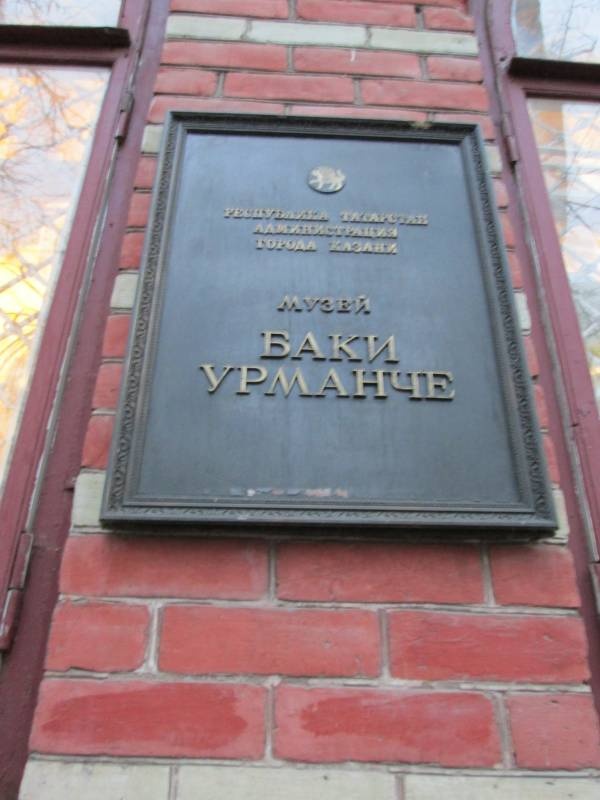 РЕСПУБЛИКА ТАТАРСТАН
АДМИНИСТРАЦИЯ
ГОРОДА КАЗАНИ
МУЗЕЙ
БАКИ
УРМАНЧЕ